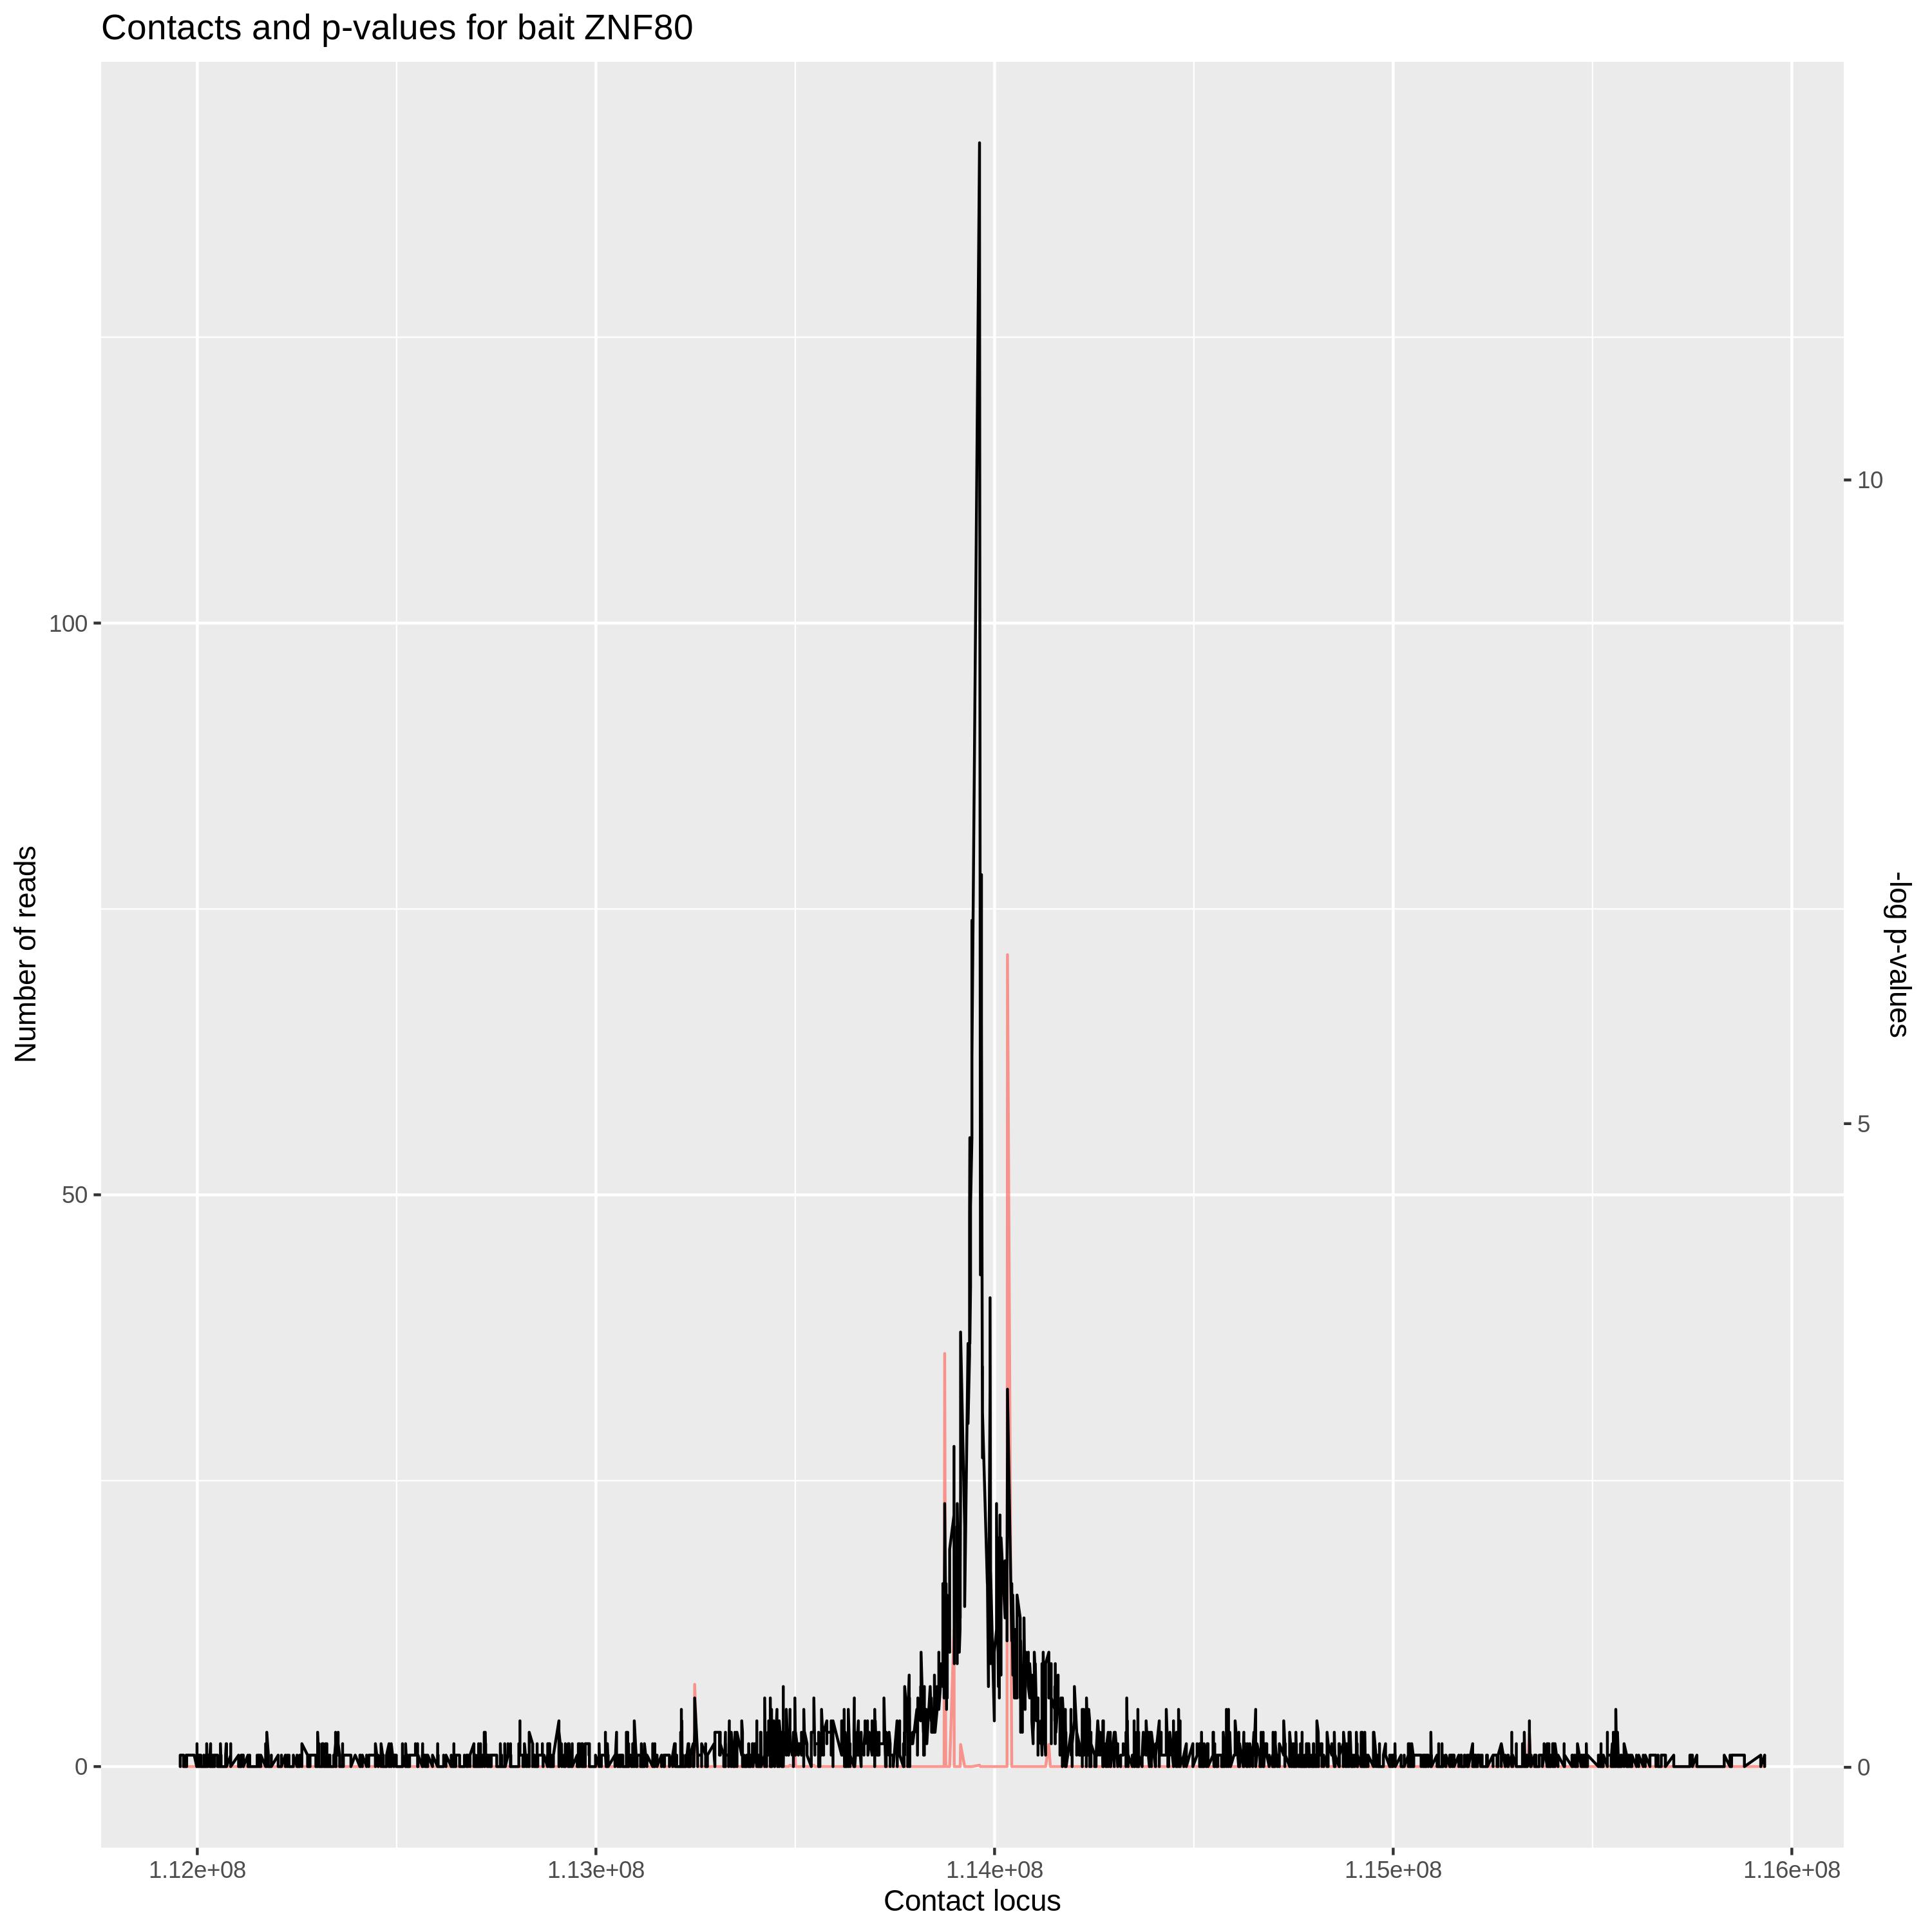 Contacts and p-values for bait ZNF80
Number of reads
100
50
0
10
5
0
-log p-values
1.12e+08
1.13e+08
1.14e+08
1.15e+08
1.16e+08
Contact locus